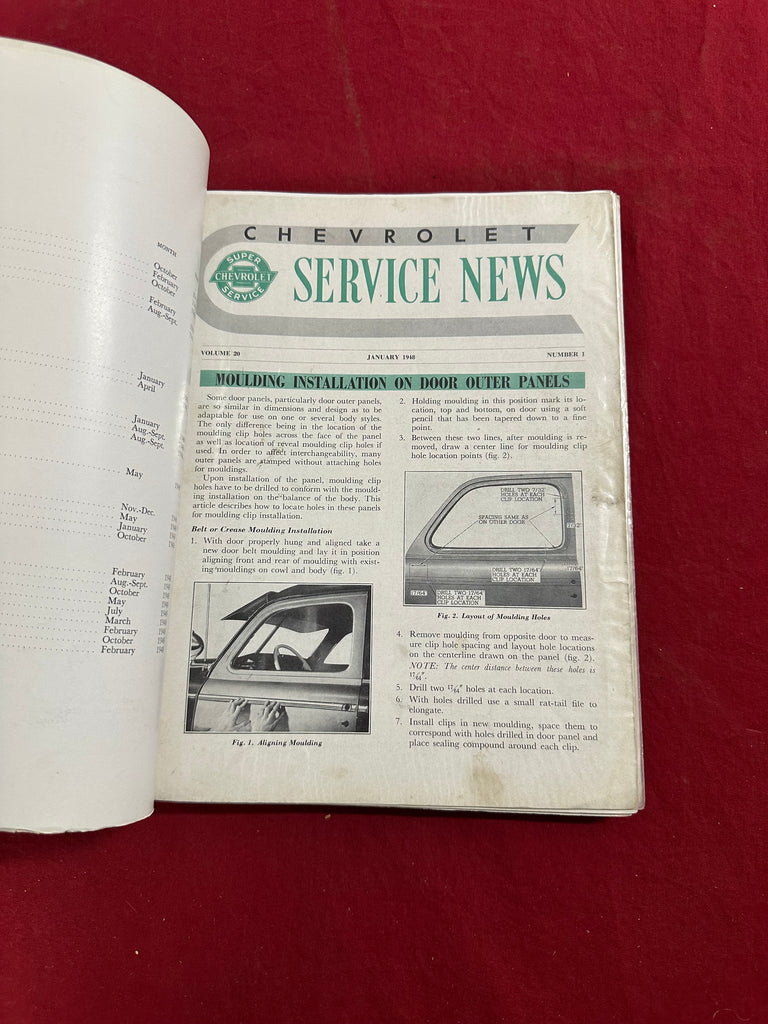 MONTH
October
February
October
February
Aug.-Sept.
January
April
January
Aug.-Sept.
Aug.-Sept.
May
Nov.-Dec.
May
January
October
February
Aug.-Sept.
October
May
July
March
February
October
February
CHEVROLET
SUPER
CHEVROLET
SERVICE
SERVICE NEWS
VOLUME 20 JANUARY 1948 NUMBER 1
MOULDING INSTALLATION ON DOOR OUTER PANELS
Some door panels, particularly door outer panels,
are so similar in dimensions and design as to be
adaptable for use on one or several body styles.
The only difference being in the location of the
moulding clip holes across the face of the panel
as well as location of reveal moulding clip holes if
used. In order to affect interchangeability, many
outer panels are stamped without attaching holes
for mouldings.
Upon installation of the panel, moulding clip
holes have to be drilled to conform with the mould-
ing installation on the balance of the body. This
article describes how to locate holes in these panels
for moulding clip installation.
Belt or Crease Moulding Installation
1. With door properly hung and aligned take a
new door belt moulding and lay it in position
aligning front and rear of moulding with exist-
ing mouldings on cowl and body (fig. 1).
Fig. 1. Aligning Moulding
2. Holding moulding in this position mark its lo-
cation, top and bottom, on door using a soft
pencil that has been tapered down to a fine
point.
3. Between these two lines, after moulding is re-
moved, draw a center line for moulding clip
hole location points (fig. 2).
DRILL TWO 7/32
HOLES AT EACH
CLIP LOCATION
SPACING SAME AS
ON OTHER DOOR
DRILL TWO 17/64
HOLES AT EACH
CLIP LOCATION
17/64"
17/64"
DRILL TWO 17/64
HOLES AT EACH
CLIP LOCATION
Fig. 2. Layout of Moulding Holes
4. Remove moulding from opposite door to meas-
ure clip hole spacing and layout hole locations
on the centerline drawn on the panel (fig. 2).
NOTE: The center distance between these holes is
17/64".
5. Drill two 17/64" holes at each location.
6. With holes drilled use a small rat-tail file to
elongate.
7. Install clips in new moulding, space them to
correspond with holes drilled in door panel and
place sealing compound around each clip.